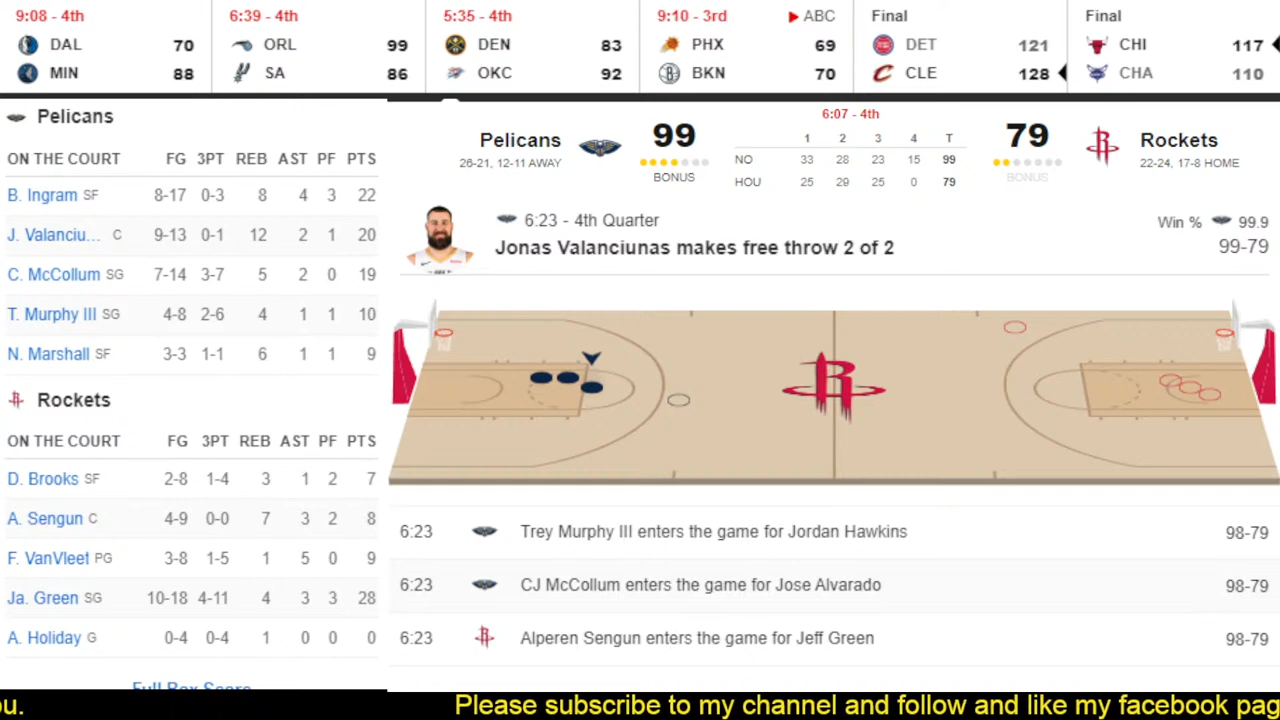 9:08 - 4th
DAL 70
MIN 88
6:39 - 4th
ORL 99
SA 86
5:35 - 4th
DEN 83
OKC 92
9:10 - 3rd ABC
PHX 69
BKN 70
Final
DET 121
CLE 128
Final
CHI 117
CHA 110
Pelicans
ON THE COURT FG 3PT REB AST PF PTS
B. Ingram SF 8-17 0-3 8 4 3 22
J. Valanciu... C 9-13 0-1 12 2 1 20
C. McCollum SG 7-14 3-7 5 2 0 19
T. Murphy III SG 4-8 2-6 4 1 1 10
N. Marshall SF 3-3 1-1 6 1 1 9
Rockets
ON THE COURT FG 3PT REB AST PF PTS
D. Brooks SF 2-8 1-4 3 1 2 7
A. Sengun C 4-9 0-0 7 3 2 8
F. VanVleet PG 3-8 1-5 1 5 0 9
Ja. Green SG 10-18 4-11 4 3 3 28
A. Holiday G 0-4 0-4 1 0 0 0
Full Box Score
Pelicans
26-21, 12-11 AWAY
99
BONUS
6:07 - 4th
1 2 3 4 T
NO 33 28 23 15 99
HOU 25 29 25 0 79
79
BONUS
Rockets
22-24, 17-8 HOME
6:23 - 4th Quarter
Jonas Valanciunas makes free throw 2 of 2
Win % 99.9
99-79
R
6:23 Trey Murphy III enters the game for Jordan Hawkins 98-79
6:23 CJ McCollum enters the game for Jose Alvarado 98-79
6:23 Alperen Sengun enters the game for Jeff Green 98-79
ou. Please subscribe to my channel and follow and like my facebook pag